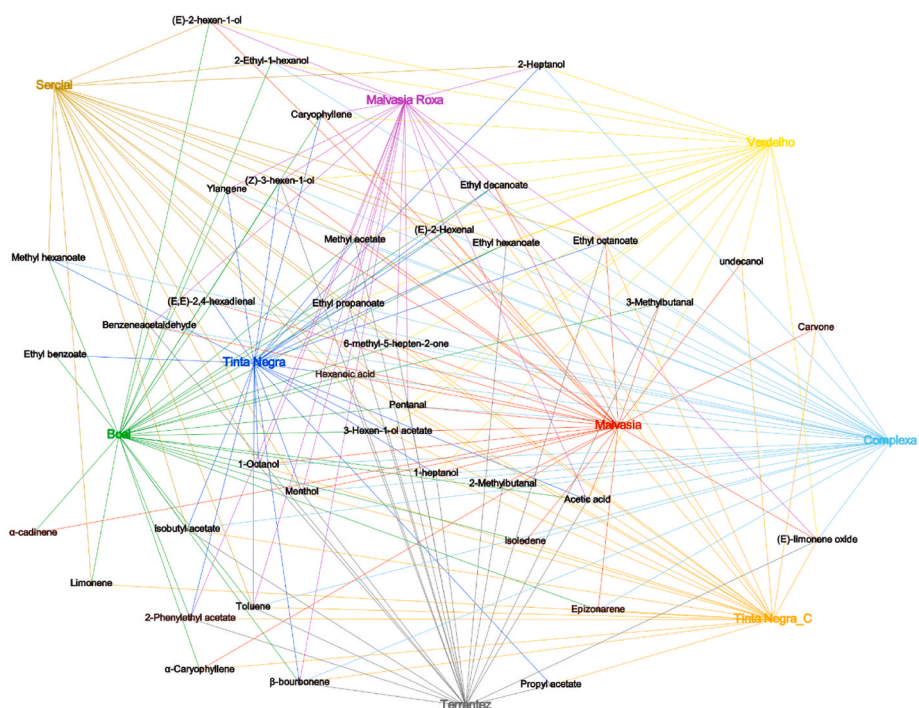 (E)-2-hexen-1-ol
2-Ethyl-1-hexanol
2-Heptanol
Sercial
Malvasia Roxa
Caryophyllene
Verdelho
(Z)-3-hexen-1-ol
Ylangene
Ethyl decanoate
(E)-2-Hexenal
Methyl acetate
Ethyl hexanoate
Ethyl octanoate
Methyl hexanoate
undecanol
(E,E)-2,4-hexadienal
Ethyl propanoate
3-Methylbutanal
Benzeneacetaldehyde
Carvone
6-methyl-5-hepten-2-one
Ethyl benzoate
Tinta Negra
Hexanoic acid
Pentanal
Malvasia
3-Hexen-1-ol acetate
Boal
Complexa
1-Octanol
1-heptanol
2-Methylbutanal
Menthol
Acetic acid
α-cadinene
Isobutyl acetate
isoledene
(E)-limonene oxide
Limonene
Toluene
Epizonarene
2-Phenylethyl acetate
Tinta Negra_C
α-Caryophyllene
β-bourbonene
Propyl acetate
Terrantez